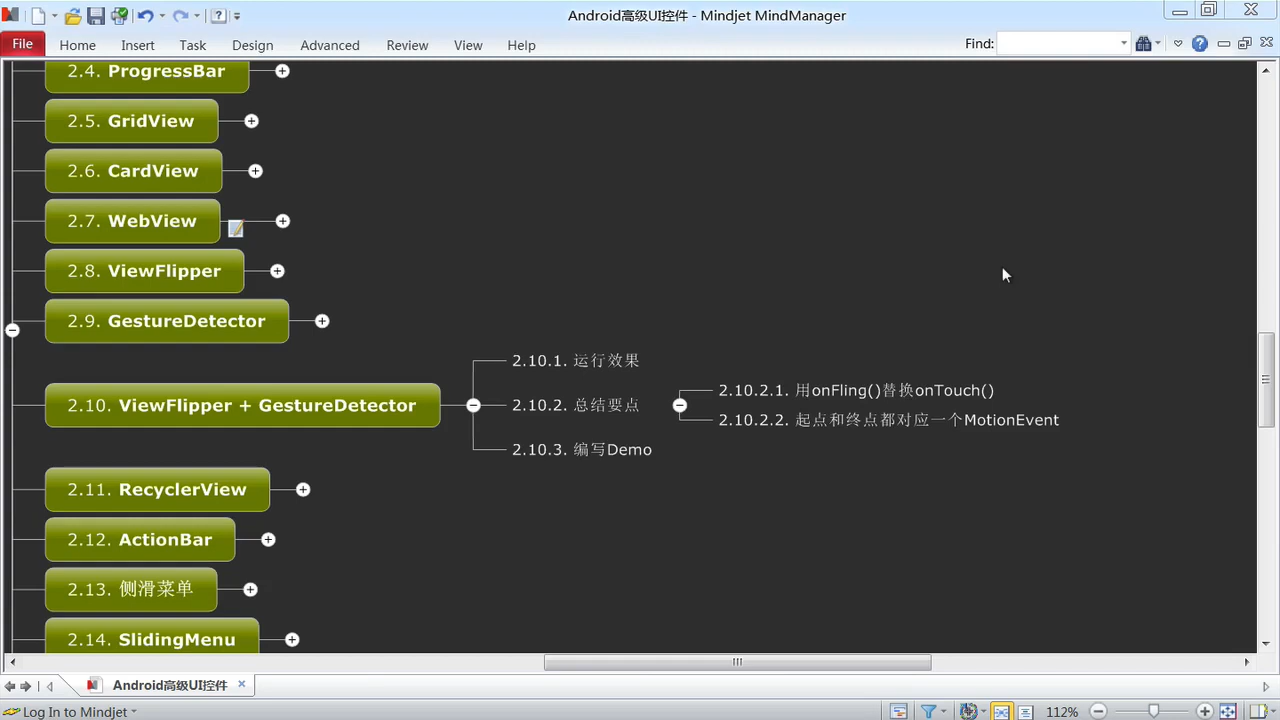 Android高级UI控件 - Mindjet MindManager
File Home Insert Task Design Advanced Review View Help Find:
2.4. ProgressBar
2.5. GridView
2.6. CardView
2.7. WebView
2.8. ViewFlipper
2.9. GestureDetector
2.10. ViewFlipper + GestureDetector
2.10.1. 运行效果
2.10.2. 总结要点
2.10.2.1. 用onFling()替换onTouch()
2.10.2.2. 起点和终点都对应一个MotionEvent
2.10.3. 编写Demo
2.11. RecyclerView
2.12. ActionBar
2.13. 侧滑菜单
2.14. SlidingMenu
Android高级UI控件
Log In to Mindjet 112%